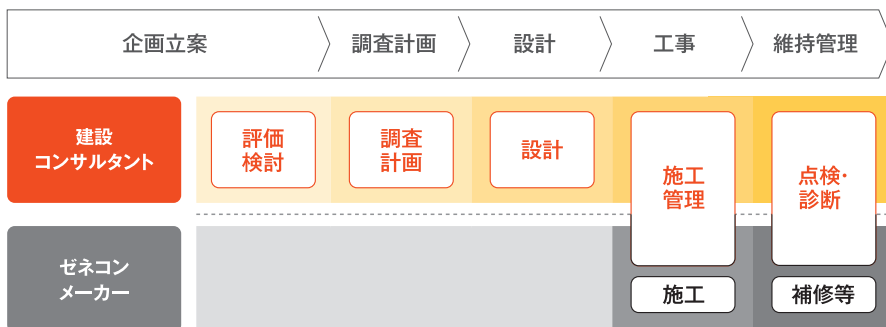 企画立案
調査計画
設計
工事
維持管理
建設
コンサルタント
評価
検討
調査
計画
設計
施工
管理
点検・
診断
ゼネコン
メーカー
施工
補修等